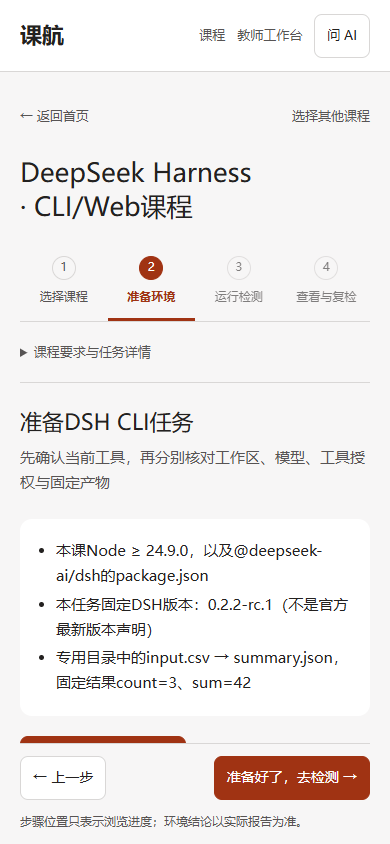 课航
课程 教师工作台 问 AI
← 返回首页 选择其他课程
DeepSeek Harness
· CLI/Web课程
1 2 3 4
选择课程 准备环境 运行检测 查看与复检
▶ 课程要求与任务详情
准备DSH CLI任务
先确认当前工具，再分别核对工作区、模型、工具授
权与固定产物
• 本课Node ≥ 24.9.0，以及@deepseek-
ai/dsh的package.json
• 本任务固定DSH版本：0.2.2-rc.1（不是官方
最新版本声明）
• 专用目录中的input.csv → summary.json，
固定结果count=3、sum=42
← 上一步 准备好了，去检测 →
步骤位置只表示浏览进度；环境结论以实际报告为准。